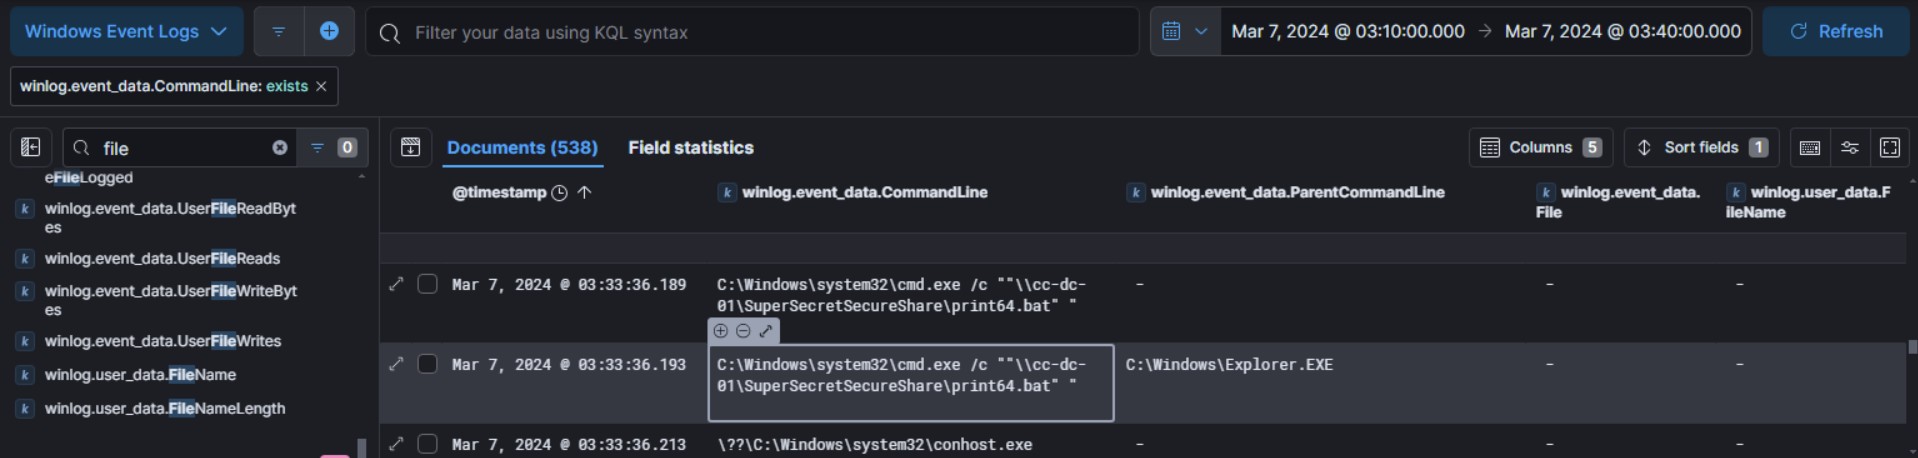 Windows Event Logs
Filter your data using KQL syntax
Mar 7, 2024 @ 03:10:00.000 → Mar 7, 2024 @ 03:40:00.000
Refresh
winlog.event_data.CommandLine: exists ×
file
0
eFileLogged
winlog.event_data.UserFileReadByt
es
winlog.event_data.UserFileReads
winlog.event_data.UserFileWriteByt
es
winlog.event_data.UserFileWrites
winlog.user_data.FileName
winlog.user_data.FileNameLength
Documents (538)
Field statistics
Columns 5
Sort fields 1
@timestamp
k winlog.event_data.CommandLine
k winlog.event_data.ParentCommandLine
k winlog.event_data.
File
k winlog.user_data.F
ileName
Mar 7, 2024 @ 03:33:36.189
C:\Windows\system32\cmd.exe /c ""\\cc-dc-
01\SuperSecretSecureShare\print64.bat" "
-
-
-
Mar 7, 2024 @ 03:33:36.193
C:\Windows\system32\cmd.exe /c ""\\cc-dc-
01\SuperSecretSecureShare\print64.bat" "
C:\Windows\Explorer.EXE
-
-
Mar 7, 2024 @ 03:33:36.213
\??\C:\Windows\system32\conhost.exe
-
-
-